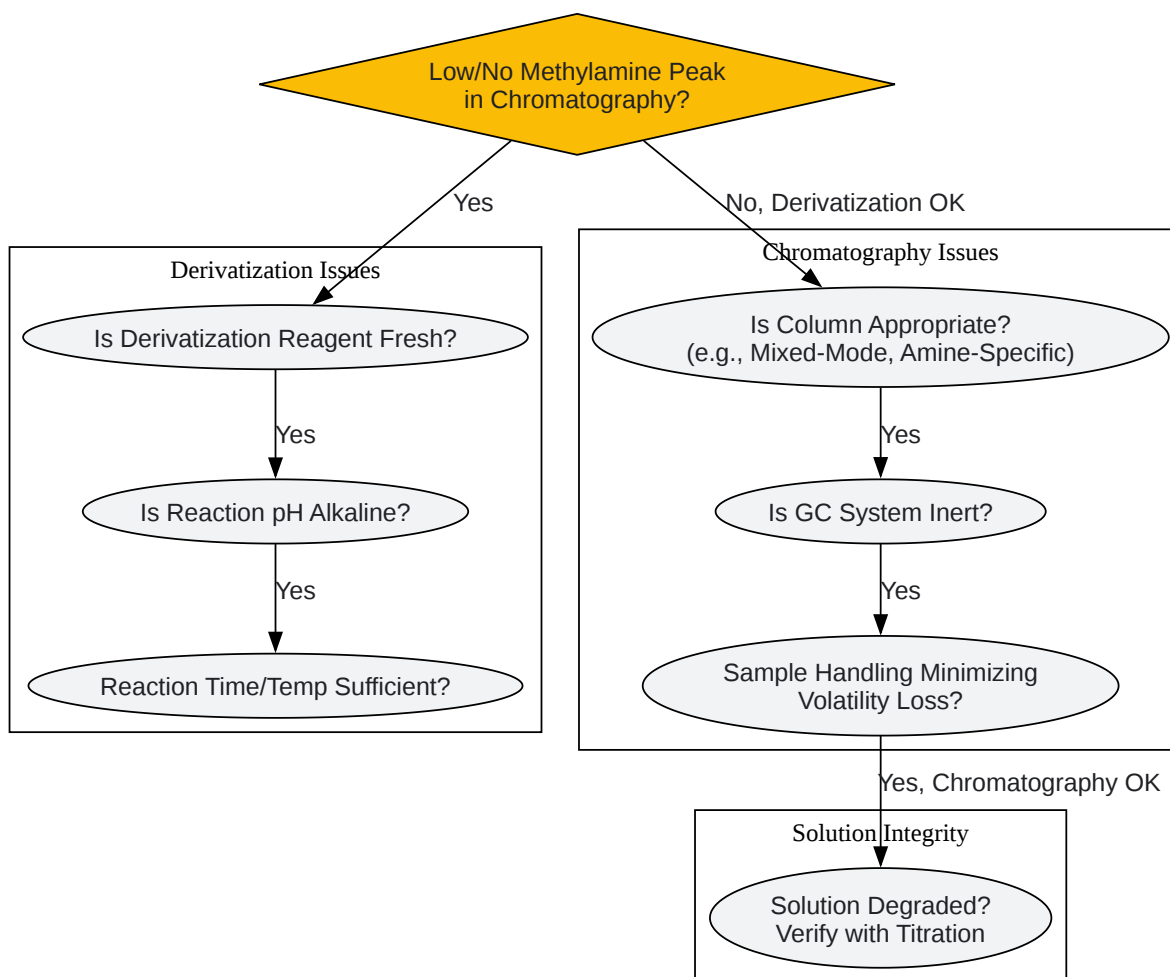 Low/No Methylamine Peak
in Chromatography?
Yes
No, Derivatization OK
Derivatization Issues
Is Derivatization Reagent Fresh?
Yes
Is Reaction pH Alkaline?
Yes
Reaction Time/Temp Sufficient?
Chromatography Issues
Is Column Appropriate?
(e.g., Mixed-Mode, Amine-Specific)
Yes
Is GC System Inert?
Yes
Sample Handling Minimizing
Volatility Loss?
Yes, Chromatography OK
Solution Integrity
Solution Degraded?
Verify with Titration